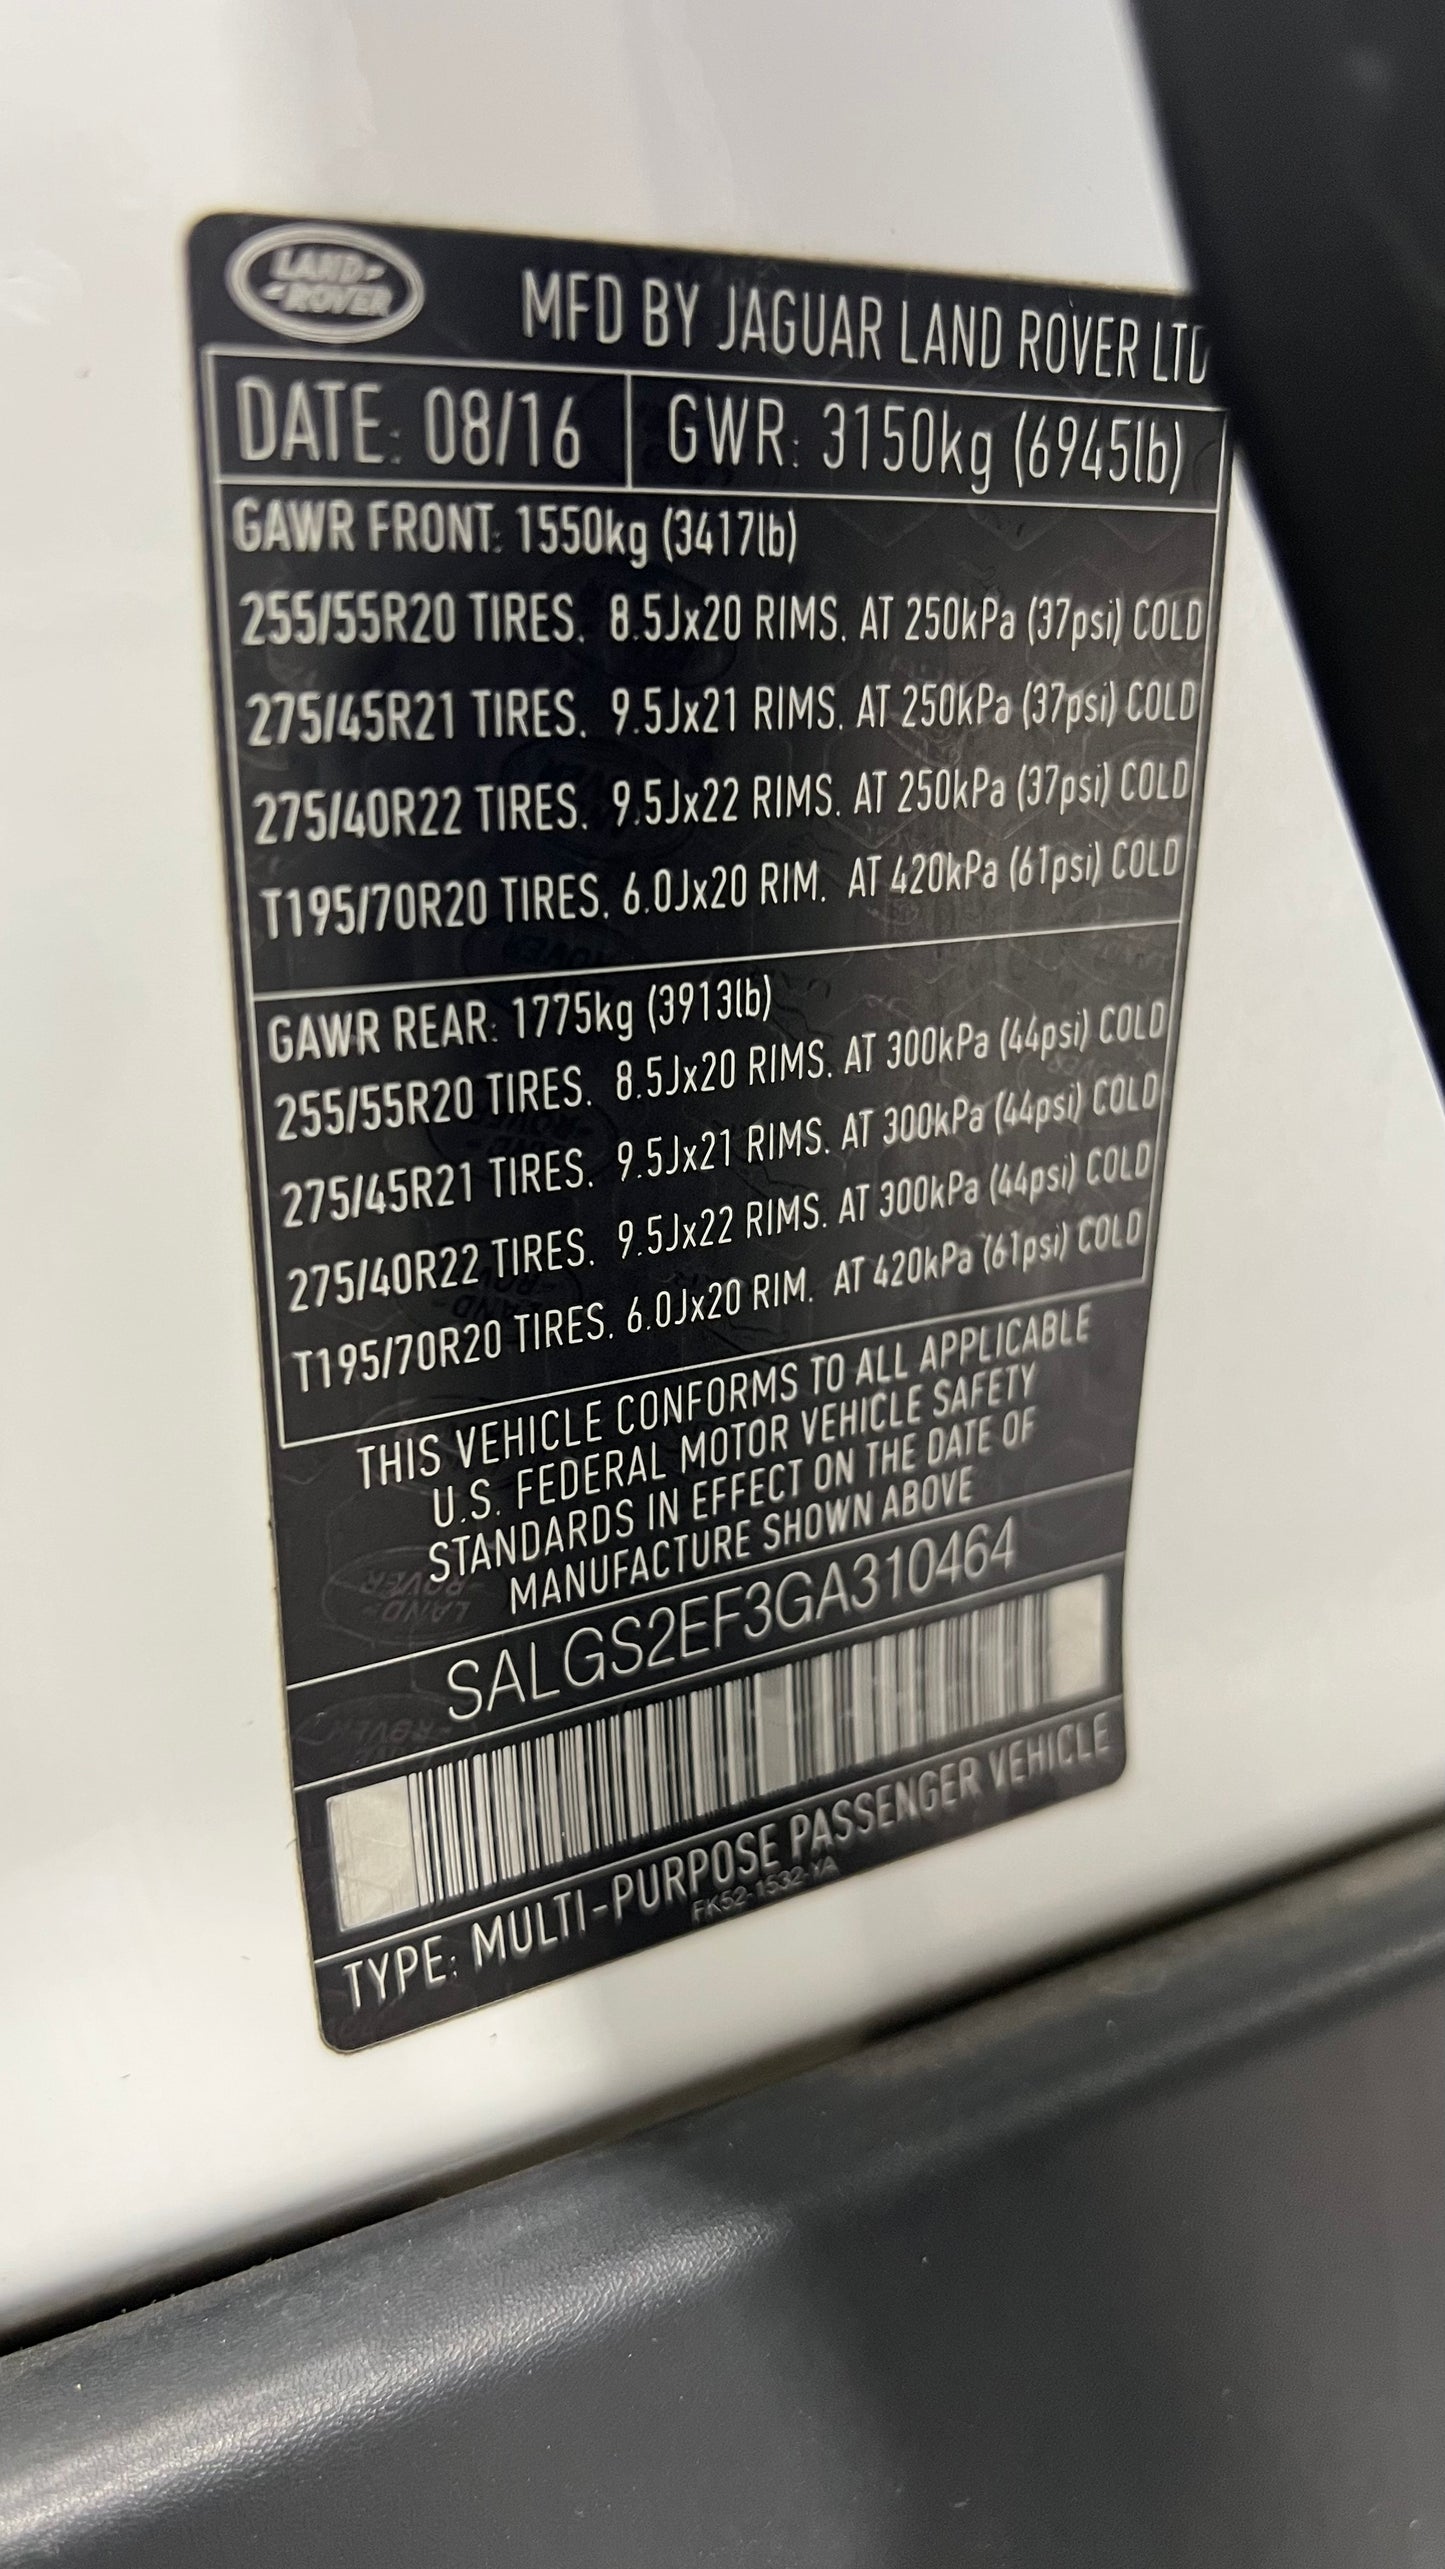 LAND-
-ROVER
MFD BY JAGUAR LAND ROVER LTD
DATE: 08/16 GWR: 3150kg (6945lb)
GAWR FRONT: 1550kg (3417lb)
255/55R20 TIRES. 8.5Jx20 RIMS. AT 250kPa (37psi) COLD
275/45R21 TIRES. 9.5Jx21 RIMS. AT 250kPa (37psi) COLD
275/40R22 TIRES. 9.5Jx22 RIMS. AT 250kPa (37psi) COLD
T195/70R20 TIRES. 6.0Jx20 RIM. AT 420kPa (61psi) COLD
GAWR REAR: 1775kg (3913lb)
255/55R20 TIRES. 8.5Jx20 RIMS. AT 300kPa (44psi) COLD
275/45R21 TIRES. 9.5Jx21 RIMS. AT 300kPa (44psi) COLD
275/40R22 TIRES. 9.5Jx22 RIMS. AT 300kPa (44psi) COLD
T195/70R20 TIRES. 6.0Jx20 RIM. AT 420kPa (61psi) COLD
THIS VEHICLE CONFORMS TO ALL APPLICABLE
U.S. FEDERAL MOTOR VEHICLE SAFETY
STANDARDS IN EFFECT ON THE DATE OF
MANUFACTURE SHOWN ABOVE
SALGS2EF3GA310464
TYPE: MULTI-PURPOSE PASSENGER VEHICLE
FK52-1532-YA